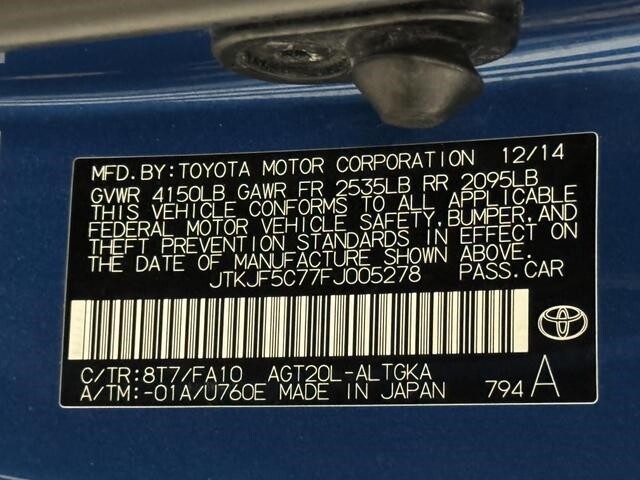 MFD.BY:TOYOTA MOTOR CORPORATION 12/14
GVWR 4150LB GAWR FR 2535LB RR 2095LB
THIS VEHICLE CONFORMS TO ALL APPLICABLE
FEDERAL MOTOR VEHICLE SAFETY,BUMPER,AND
THEFT PREVENTION STANDARDS IN EFFECT ON
THE DATE OF MANUFACTURE SHOWN ABOVE.
JTKJF5C77FJ005278 PASS.CAR
C/TR:8T7/FA10 AGT20L-ALTGKA
A/TM:-01A/U760E MADE IN JAPAN 794 A